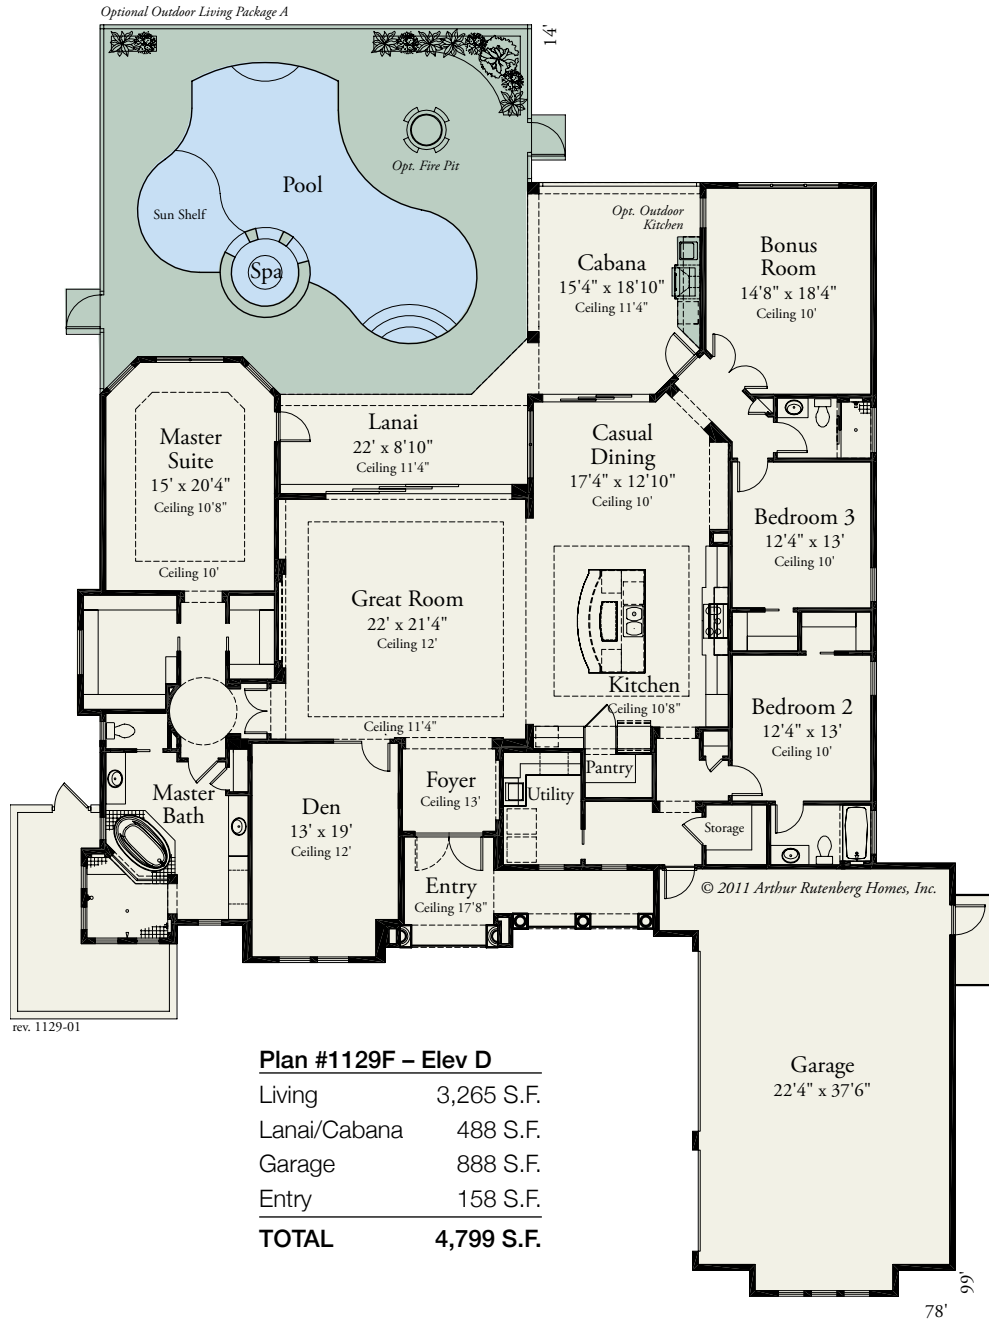 Optional Outdoor Living Package A
14'
Opt. Fire Pit
Pool
Sun Shelf
Spa
Opt. Outdoor
Kitchen
Cabana
15'4" x 18'10"
Ceiling 11'4"
Bonus
Room
14'8" x 18'4"
Ceiling 10'
Lanai
22' x 8'10"
Ceiling 11'4"
Master
Suite
15' x 20'4"
Ceiling 10'8"
Ceiling 10'
Casual
Dining
17'4" x 12'10"
Ceiling 10'
Bedroom 3
12'4" x 13'
Ceiling 10'
Great Room
22' x 21'4"
Ceiling 12'
Ceiling 11'4"
Kitchen
Ceiling 10'8"
Bedroom 2
12'4" x 13'
Ceiling 10'
Master
Bath
Den
13' x 19'
Ceiling 12'
Foyer
Ceiling 13'
Utility
Pantry
Storage
Entry
Ceiling 17'8"
© 2011 Arthur Rutenberg Homes, Inc.
rev. 1129-01
Garage
22'4" x 37'6"
Plan #1129F – Elev D
Living 3,265 S.F.
Lanai/Cabana 488 S.F.
Garage 888 S.F.
Entry 158 S.F.
TOTAL 4,799 S.F.
99'
78'